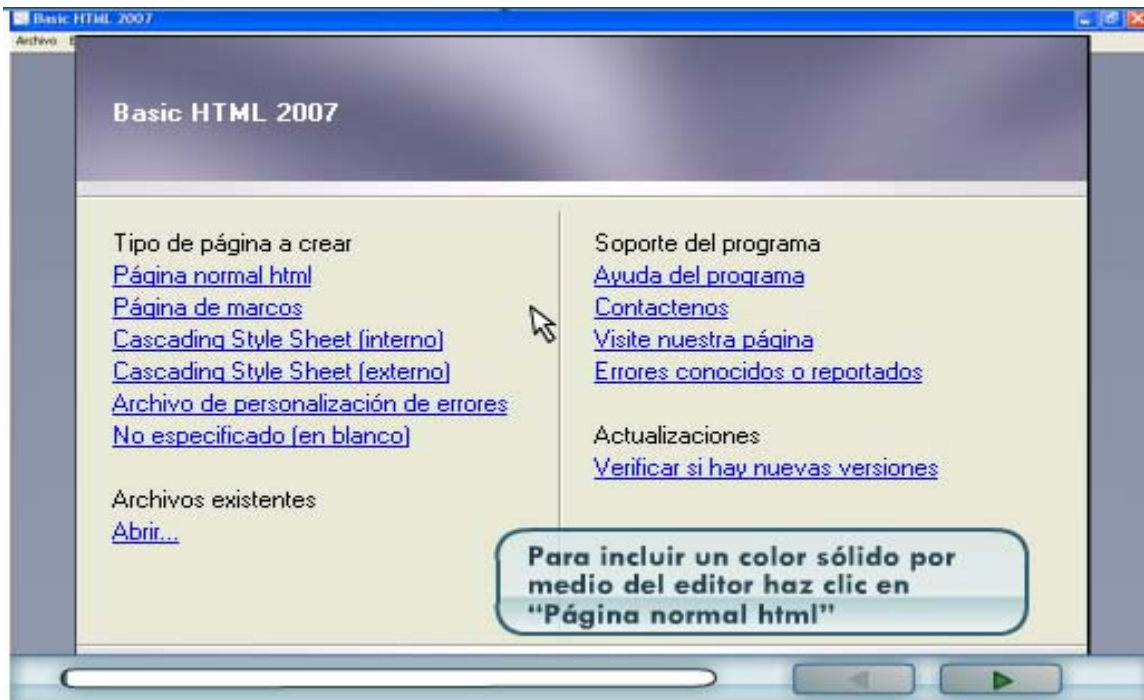 Basic HTML 2007
Archivo
Basic HTML 2007
Tipo de página a crear
Página normal html
Página de marcos
Cascading Style Sheet (interno)
Cascading Style Sheet (externo)
Archivo de personalización de errores
No especificado (en blanco)
Archivos existentes
Abrir...
Soporte del programa
Ayuda del programa
Contactenos
Visite nuestra página
Errores conocidos o reportados
Actualizaciones
Verificar si hay nuevas versiones
Para incluir un color sólido por
medio del editor haz clic en
“Página normal html”